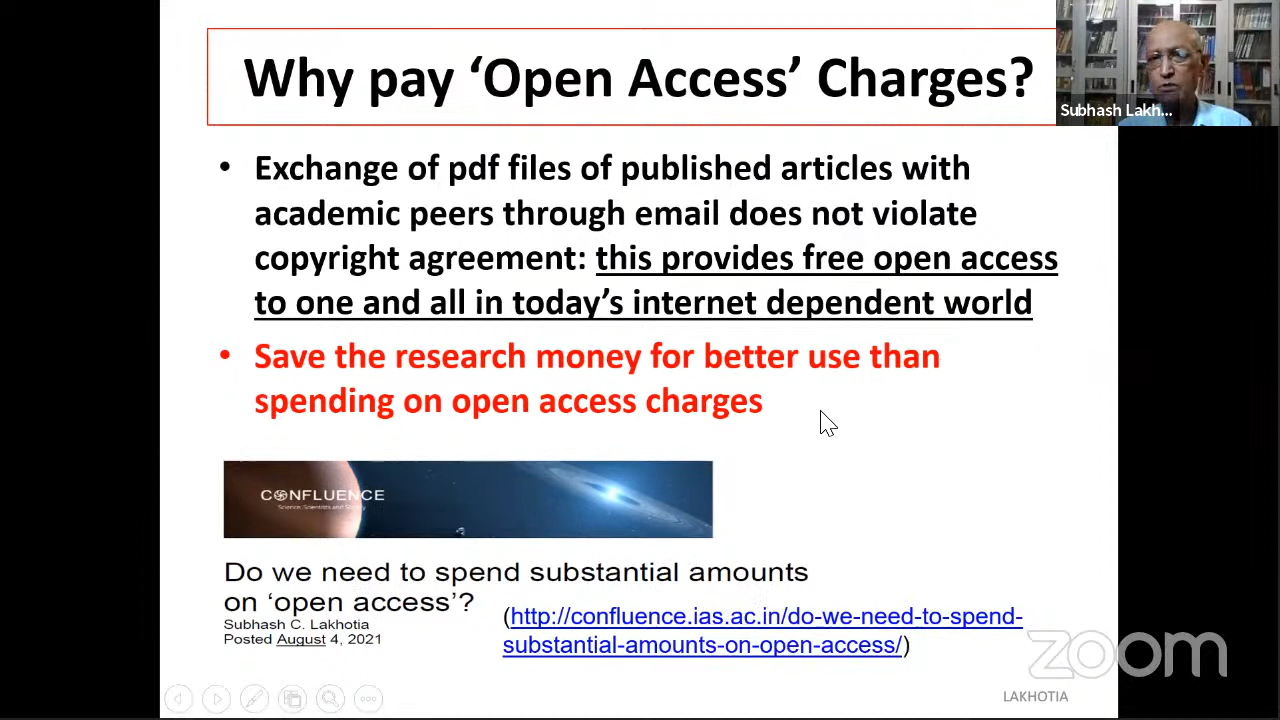 Why pay ‘Open Access’ Charges?
Subhash Lakh...
• Exchange of pdf files of published articles with
academic peers through email does not violate
copyright agreement: this provides free open access
to one and all in today’s internet dependent world
• Save the research money for better use than
spending on open access charges
CONFLUENCE
Science, Scientists and Society
Do we need to spend substantial amounts
on ‘open access’?
Subhash C. Lakhotia
Posted August 4, 2021
(http://confluence.ias.ac.in/do-we-need-to-spend-
substantial-amounts-on-open-access/)
zoom
LAKHOTIA